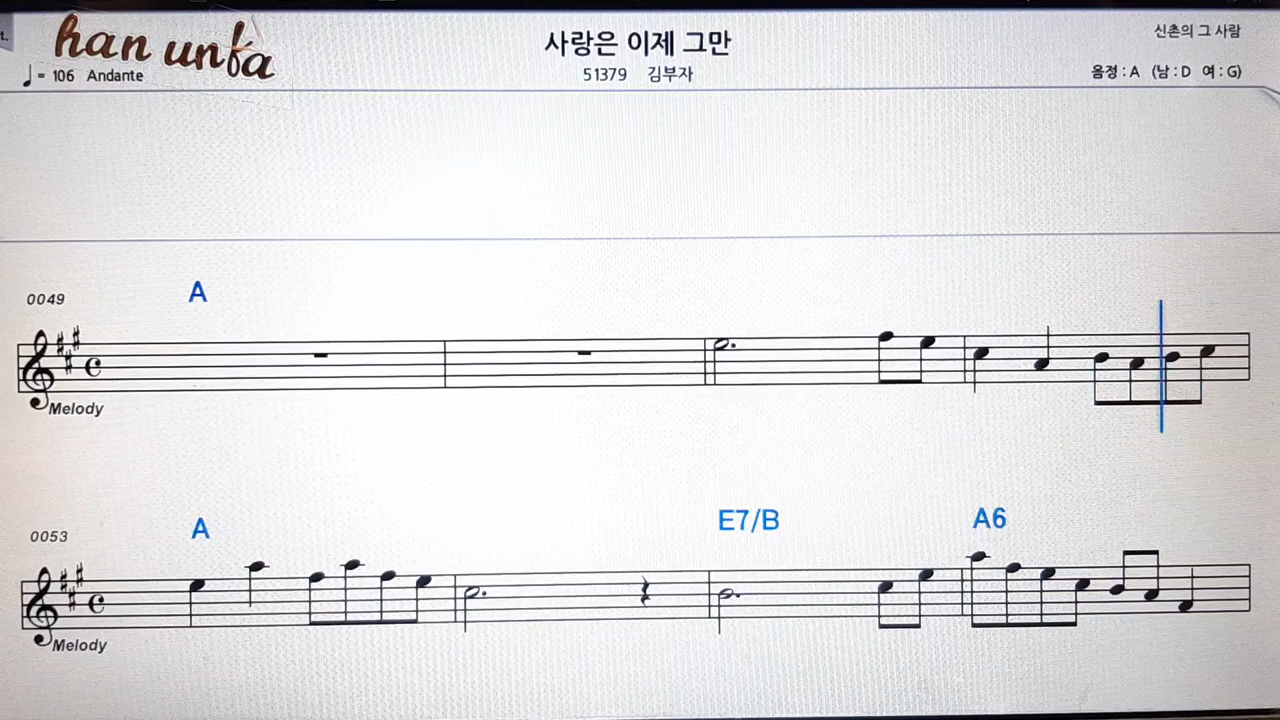 t.
han unfa
사랑은 이제 그만
신촌의 그 사람
♩= 106 Andante
51379 김부자
음정 : A (남 : D 여 : G)
0049
A
Melody
0053
A
E7/B
A6
Melody